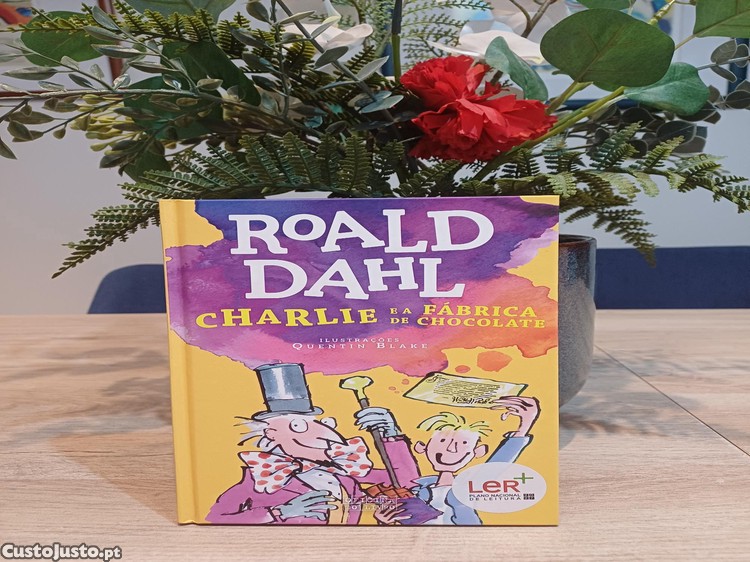 ROALD
DAHL
CHARLIE E A FÁBRICA
DE CHOCOLATE
ILUSTRAÇÕES
QUENTIN BLAKE
LeR+
PLANO NACIONAL
DE LEITURA
CustoJusto.pt